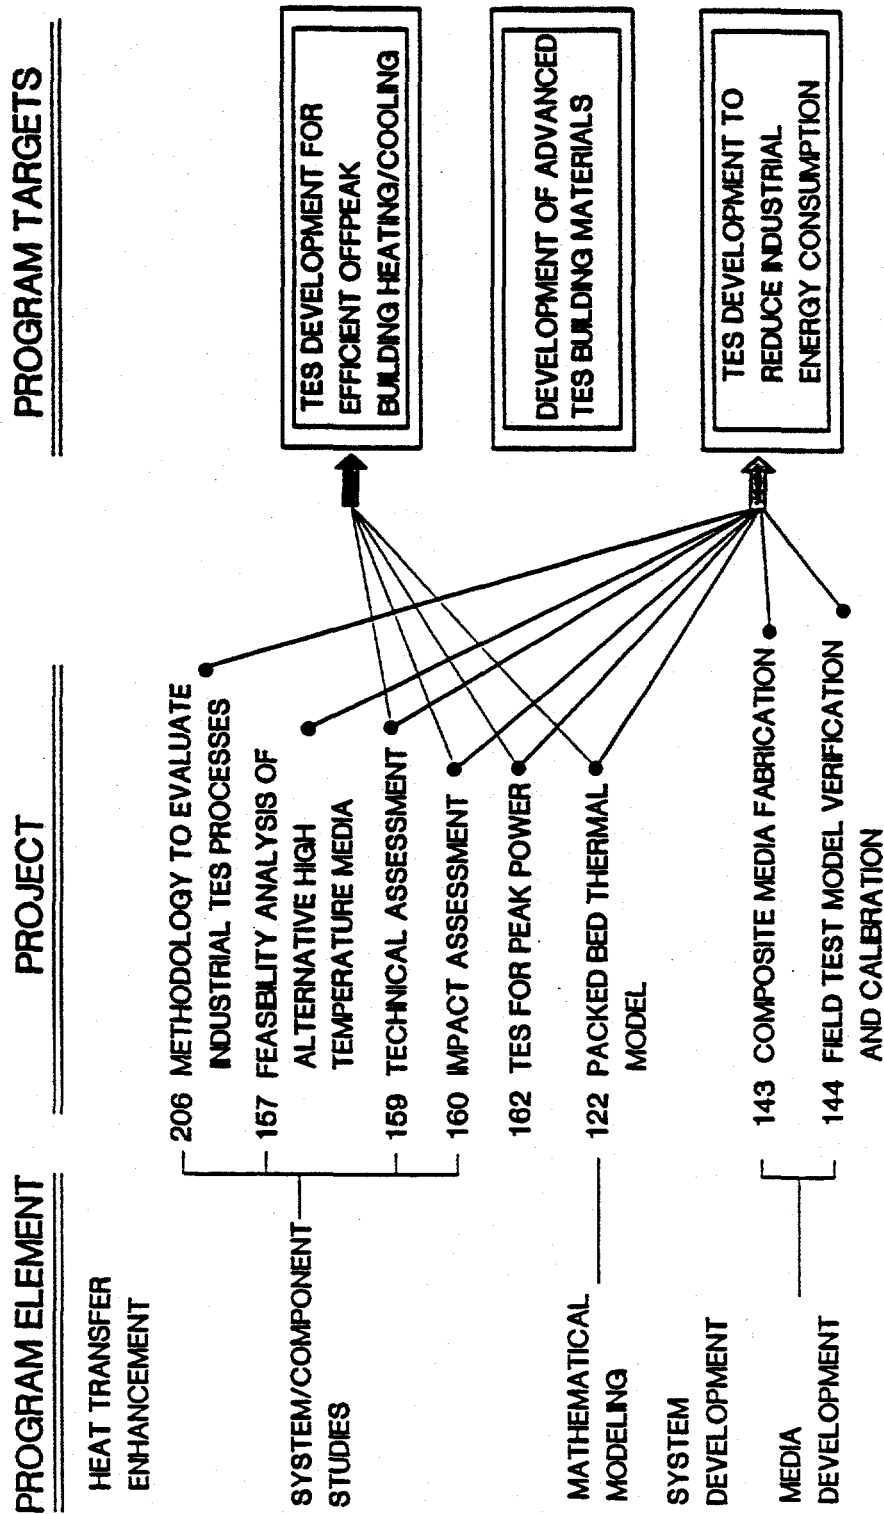 PROGRAM ELEMENT
HEAT TRANSFER
ENHANCEMENT
SYSTEM/COMPONENT
STUDIES
MATHEMATICAL
MODELING
SYSTEM
DEVELOPMENT
MEDIA
DEVELOPMENT
PROJECT
206 METHODOLOGY TO EVALUATE
INDUSTRIAL TES PROCESSES
157 FEASIBILITY ANALYSIS OF
ALTERNATIVE HIGH
TEMPERATURE MEDIA
159 TECHNICAL ASSESSMENT
160 IMPACT ASSESSMENT
162 TES FOR PEAK POWER
122 PACKED BED THERMAL
MODEL
143 COMPOSITE MEDIA FABRICATION
144 FIELD TEST MODEL VERIFICATION
AND CALIBRATION
PROGRAM TARGETS
TES DEVELOPMENT FOR
EFFICIENT OFFPEAK
BUILDING HEATING/COOLING
DEVELOPMENT OF ADVANCED
TES BUILDING MATERIALS
TES DEVELOPMENT TO
REDUCE INDUSTRIAL
ENERGY CONSUMPTION